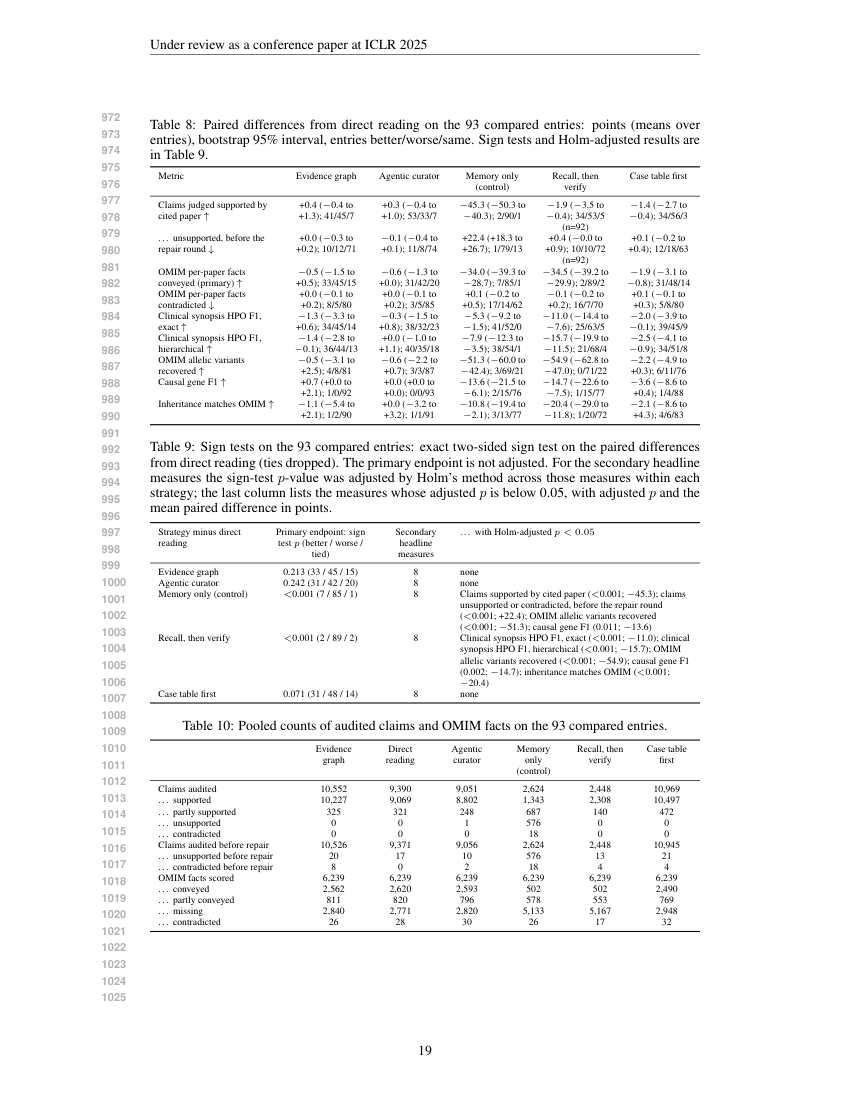 Under review as a conference paper at ICLR 2025
972
973
974
975
976
977
978
979
980
981
982
983
984
985
986
987
988
989
990
991
992
993
994
995
996
997
998
999
1000
1001
1002
1003
1004
1005
1006
1007
1008
1009
1010
1011
1012
1013
1014
1015
1016
1017
1018
1019
1020
1021
1022
1023
1024
1025
Table 8: Paired differences from direct reading on the 93 compared entries: points (means over
entries), bootstrap 95% interval, entries better/worse/same. Sign tests and Holm-adjusted results are
in Table 9.
Metric Evidence graph Agentic curator Memory only Recall, then Case table first
(control) verify
Claims judged supported by +0.4 (−0.4 to +0.3 (−0.4 to −45.3 (−50.3 to −1.9 (−3.5 to −1.4 (−2.7 to
cited paper ↑ +1.3); 41/45/7 +1.0); 53/33/7 −40.3); 2/90/1 −0.4); 34/53/5 −0.4); 34/56/3
(n=92)
… unsupported, before the +0.0 (−0.3 to −0.1 (−0.4 to +22.4 (+18.3 to +0.4 (−0.0 to +0.1 (−0.2 to
repair round ↓ +0.2); 10/12/71 +0.1); 11/8/74 +26.7); 1/79/13 +0.9); 10/10/72 +0.4); 12/18/63
(n=92)
OMIM per-paper facts −0.5 (−1.5 to −0.6 (−1.3 to −34.0 (−39.3 to −34.5 (−39.2 to −1.9 (−3.1 to
conveyed (primary) ↑ +0.5); 33/45/15 +0.0); 31/42/20 −28.7); 7/85/1 −29.9); 2/89/2 −0.8); 31/48/14
OMIM per-paper facts +0.0 (−0.1 to +0.0 (−0.1 to +0.1 (−0.2 to −0.1 (−0.2 to +0.1 (−0.1 to
contradicted ↓ +0.2); 8/5/80 +0.2); 3/5/85 +0.5); 17/14/62 +0.2); 16/7/70 +0.3); 5/8/80
Clinical synopsis HPO F1, −1.3 (−3.3 to −0.3 (−1.5 to −5.3 (−9.2 to −11.0 (−14.4 to −2.0 (−3.9 to
exact ↑ +0.6); 34/45/14 +0.8); 38/32/23 −1.5); 41/52/0 −7.6); 25/63/5 −0.1); 39/45/9
Clinical synopsis HPO F1, −1.4 (−2.8 to +0.0 (−1.0 to −7.9 (−12.3 to −15.7 (−19.9 to −2.5 (−4.1 to
hierarchical ↑ −0.1); 36/44/13 +1.1); 40/35/18 −3.5); 38/54/1 −11.5); 21/68/4 −0.9); 34/51/8
OMIM allelic variants −0.5 (−3.1 to −0.6 (−2.2 to −51.3 (−60.0 to −54.9 (−62.8 to −2.2 (−4.9 to
recovered ↑ +2.5); 4/8/81 +0.7); 3/3/87 −42.4); 3/69/21 −47.0); 0/71/22 +0.3); 6/11/76
Causal gene F1 ↑ +0.7 (+0.0 to +0.0 (+0.0 to −13.6 (−21.5 to −14.7 (−22.6 to −3.6 (−8.6 to
+2.1); 1/0/92 +0.0); 0/0/93 −6.1); 2/15/76 −7.5); 1/15/77 +0.4); 1/4/88
Inheritance matches OMIM ↑ −1.1 (−5.4 to +0.0 (−3.2 to −10.8 (−19.4 to −20.4 (−29.0 to −2.1 (−8.6 to
+2.1); 1/2/90 +3.2); 1/1/91 −2.1); 3/13/77 −11.8); 1/20/72 +4.3); 4/6/83
Table 9: Sign tests on the 93 compared entries: exact two-sided sign test on the paired differences
from direct reading (ties dropped). The primary endpoint is not adjusted. For the secondary headline
measures the sign-test p-value was adjusted by Holm's method across those measures within each
strategy; the last column lists the measures whose adjusted p is below 0.05, with adjusted p and the
mean paired difference in points.
Strategy minus direct Primary endpoint: sign Secondary … with Holm-adjusted p < 0.05
reading test p (better / worse / headline
tied) measures
Evidence graph 0.213 (33 / 45 / 15) 8 none
Agentic curator 0.242 (31 / 42 / 20) 8 none
Memory only (control) <0.001 (7 / 85 / 1) 8 Claims supported by cited paper (<0.001; −45.3); claims
unsupported or contradicted, before the repair round
(<0.001; +22.4); OMIM allelic variants recovered
(<0.001; −51.3); causal gene F1 (0.011; −13.6)
Recall, then verify <0.001 (2 / 89 / 2) 8 Clinical synopsis HPO F1, exact (<0.001; −11.0); clinical
synopsis HPO F1, hierarchical (<0.001; −15.7); OMIM
allelic variants recovered (<0.001; −54.9); causal gene F1
(0.002; −14.7); inheritance matches OMIM (<0.001;
−20.4)
Case table first 0.071 (31 / 48 / 14) 8 none
Table 10: Pooled counts of audited claims and OMIM facts on the 93 compared entries.
Evidence Direct Agentic Memory Recall, then Case table
graph reading curator only verify first
(control)
Claims audited 10,552 9,390 9,051 2,624 2,448 10,969
… supported 10,227 9,069 8,802 1,343 2,308 10,497
… partly supported 325 321 248 687 140 472
… unsupported 0 0 1 576 0 0
… contradicted 0 0 0 18 0 0
Claims audited before repair 10,526 9,371 9,056 2,624 2,448 10,945
… unsupported before repair 20 17 10 576 13 21
… contradicted before repair 8 0 2 18 4 4
OMIM facts scored 6,239 6,239 6,239 6,239 6,239 6,239
… conveyed 2,562 2,620 2,593 502 502 2,490
… partly conveyed 811 820 796 578 553 769
… missing 2,840 2,771 2,820 5,133 5,167 2,948
… contradicted 26 28 30 26 17 32
19